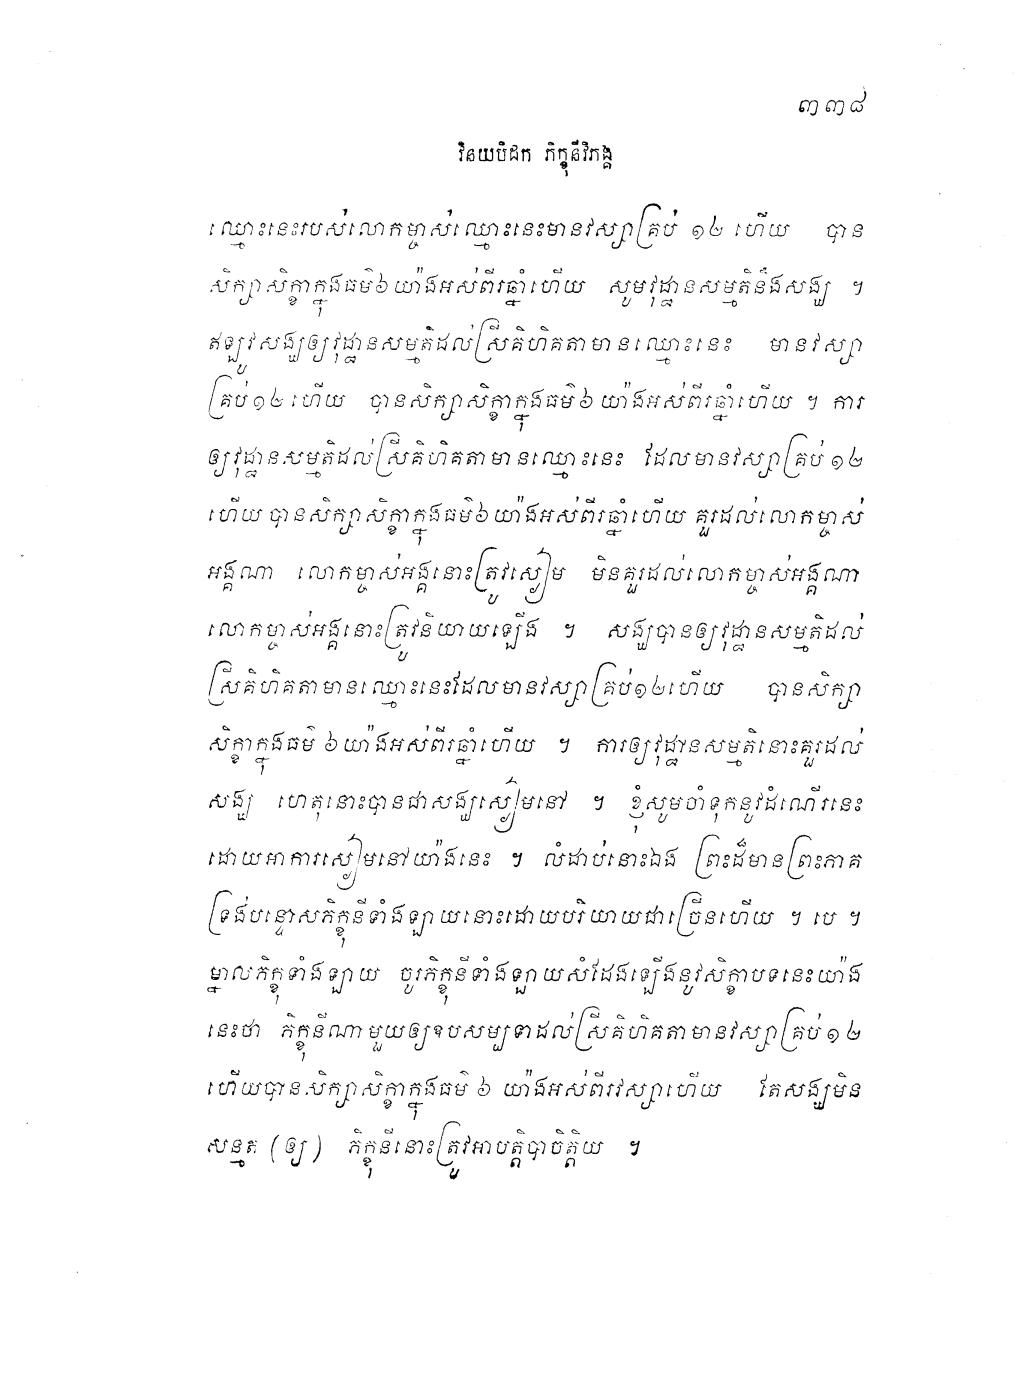 ៣៣៨
វិនយបិដក ភិក្ខុនីវិភង្គ
ឈ្មោះនេះរបស់លោកម្ចាស់ឈ្មោះនេះមានវស្សាគ្រប់ ១២ ហើយ បាន
សិក្សាសិក្ខាក្នុងធម៌៦យ៉ាងអស់ពីរឆ្នាំហើយ សូមវុដ្ឋានសម្មតិនឹងសង្ឃ ។
ឥឡូវសង្ឃឲ្យវុដ្ឋានសម្មតិដល់ស្រីគិហិគតាមានឈ្មោះនេះ មានវស្សា
គ្រប់១២ ហើយ បានសិក្សាសិក្ខាក្នុងធម៌៦យ៉ាងអស់ពីរឆ្នាំហើយ ។ ការ
ឲ្យវុដ្ឋានសម្មតិដល់ស្រីគិហិគតាមានឈ្មោះនេះ ដែលមានវស្សាគ្រប់១២
ហើយ បានសិក្សាសិក្ខាក្នុងធម៌៦យ៉ាងអស់ពីរឆ្នាំហើយ គួរដល់លោកម្ចាស់
អង្គណា លោកម្ចាស់អង្គនោះត្រូវស្ងៀម មិនគួរដល់លោកម្ចាស់អង្គណា
លោកម្ចាស់អង្គនោះត្រូវនិយាយឡើង ។ សង្ឃបានឲ្យវុដ្ឋានសម្មតិដល់
ស្រីគិហិគតាមានឈ្មោះនេះដែលមានវស្សាគ្រប់១២ហើយ បានសិក្សា
សិក្ខាក្នុងធម៌ ៦យ៉ាងអស់ពីរឆ្នាំហើយ ។ ការឲ្យវុដ្ឋានសម្មតិនោះគួរដល់
សង្ឃ ហេតុនោះបានជាសង្ឃស្ងៀមនៅ ។ ខ្ញុំសូមចាំទុកនូវដំណើរនេះ
ដោយអាការស្ងៀមនៅយ៉ាងនេះ ។ លំដាប់នោះឯង ព្រះដ៏មានព្រះភាគ
ទ្រង់បន្ទោសភិក្ខុនីទាំងឡាយនោះដោយបរិយាយជាច្រើនហើយ ។ បេ ។
ម្នាលភិក្ខុទាំងឡាយ ចូរភិក្ខុនីទាំងឡាយសំដែងឡើងនូវសិក្ខាបទនេះយ៉ាង
នេះថា ភិក្ខុនីណាមួយឲ្យឧបសម្បទាដល់ស្រីគិហិគតាមានវស្សាគ្រប់១២
ហើយបានសិក្សាសិក្ខាក្នុងធម៌ ៦ យ៉ាងអស់ពីរវស្សាហើយ តែសង្ឃមិន
សន្មត (ឲ្យ) ភិក្ខុនីនោះត្រូវអាបត្តិបាចិត្តិយ ។